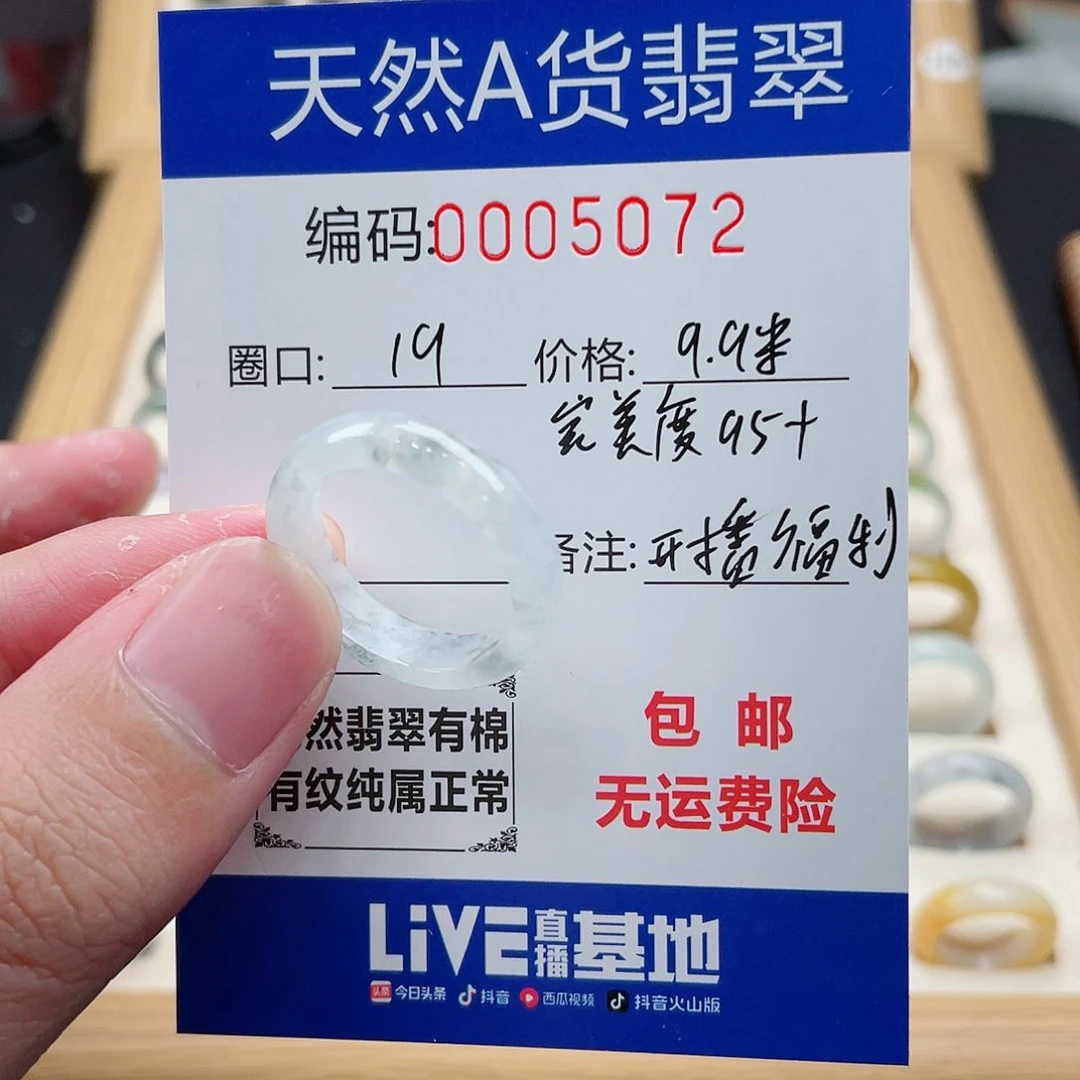 天然A货翡翠
编码:0005072
圈口: 19 价格: 9.9米
完美度 95+
备注: 开播福利
然翡翠有棉
有纹纯属正常
包 邮
无运费险
LiVE直播基地
头条 今日头条 抖音 西瓜视频 抖音火山版